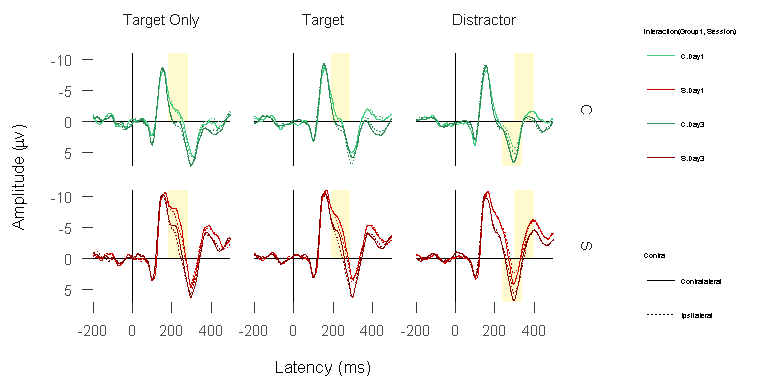 Target Only Target Distractor
Interaction(Group1, Session)
C.Day1
S.Day1
C.Day3
S.Day3
-10
-5
0
5
C
Amplitude (µv)
-10
-5
0
5
S
Contra
Contralateral
Ipsilateral
-200 0 200 400 -200 0 200 400 -200 0 200 400
Latency (ms)